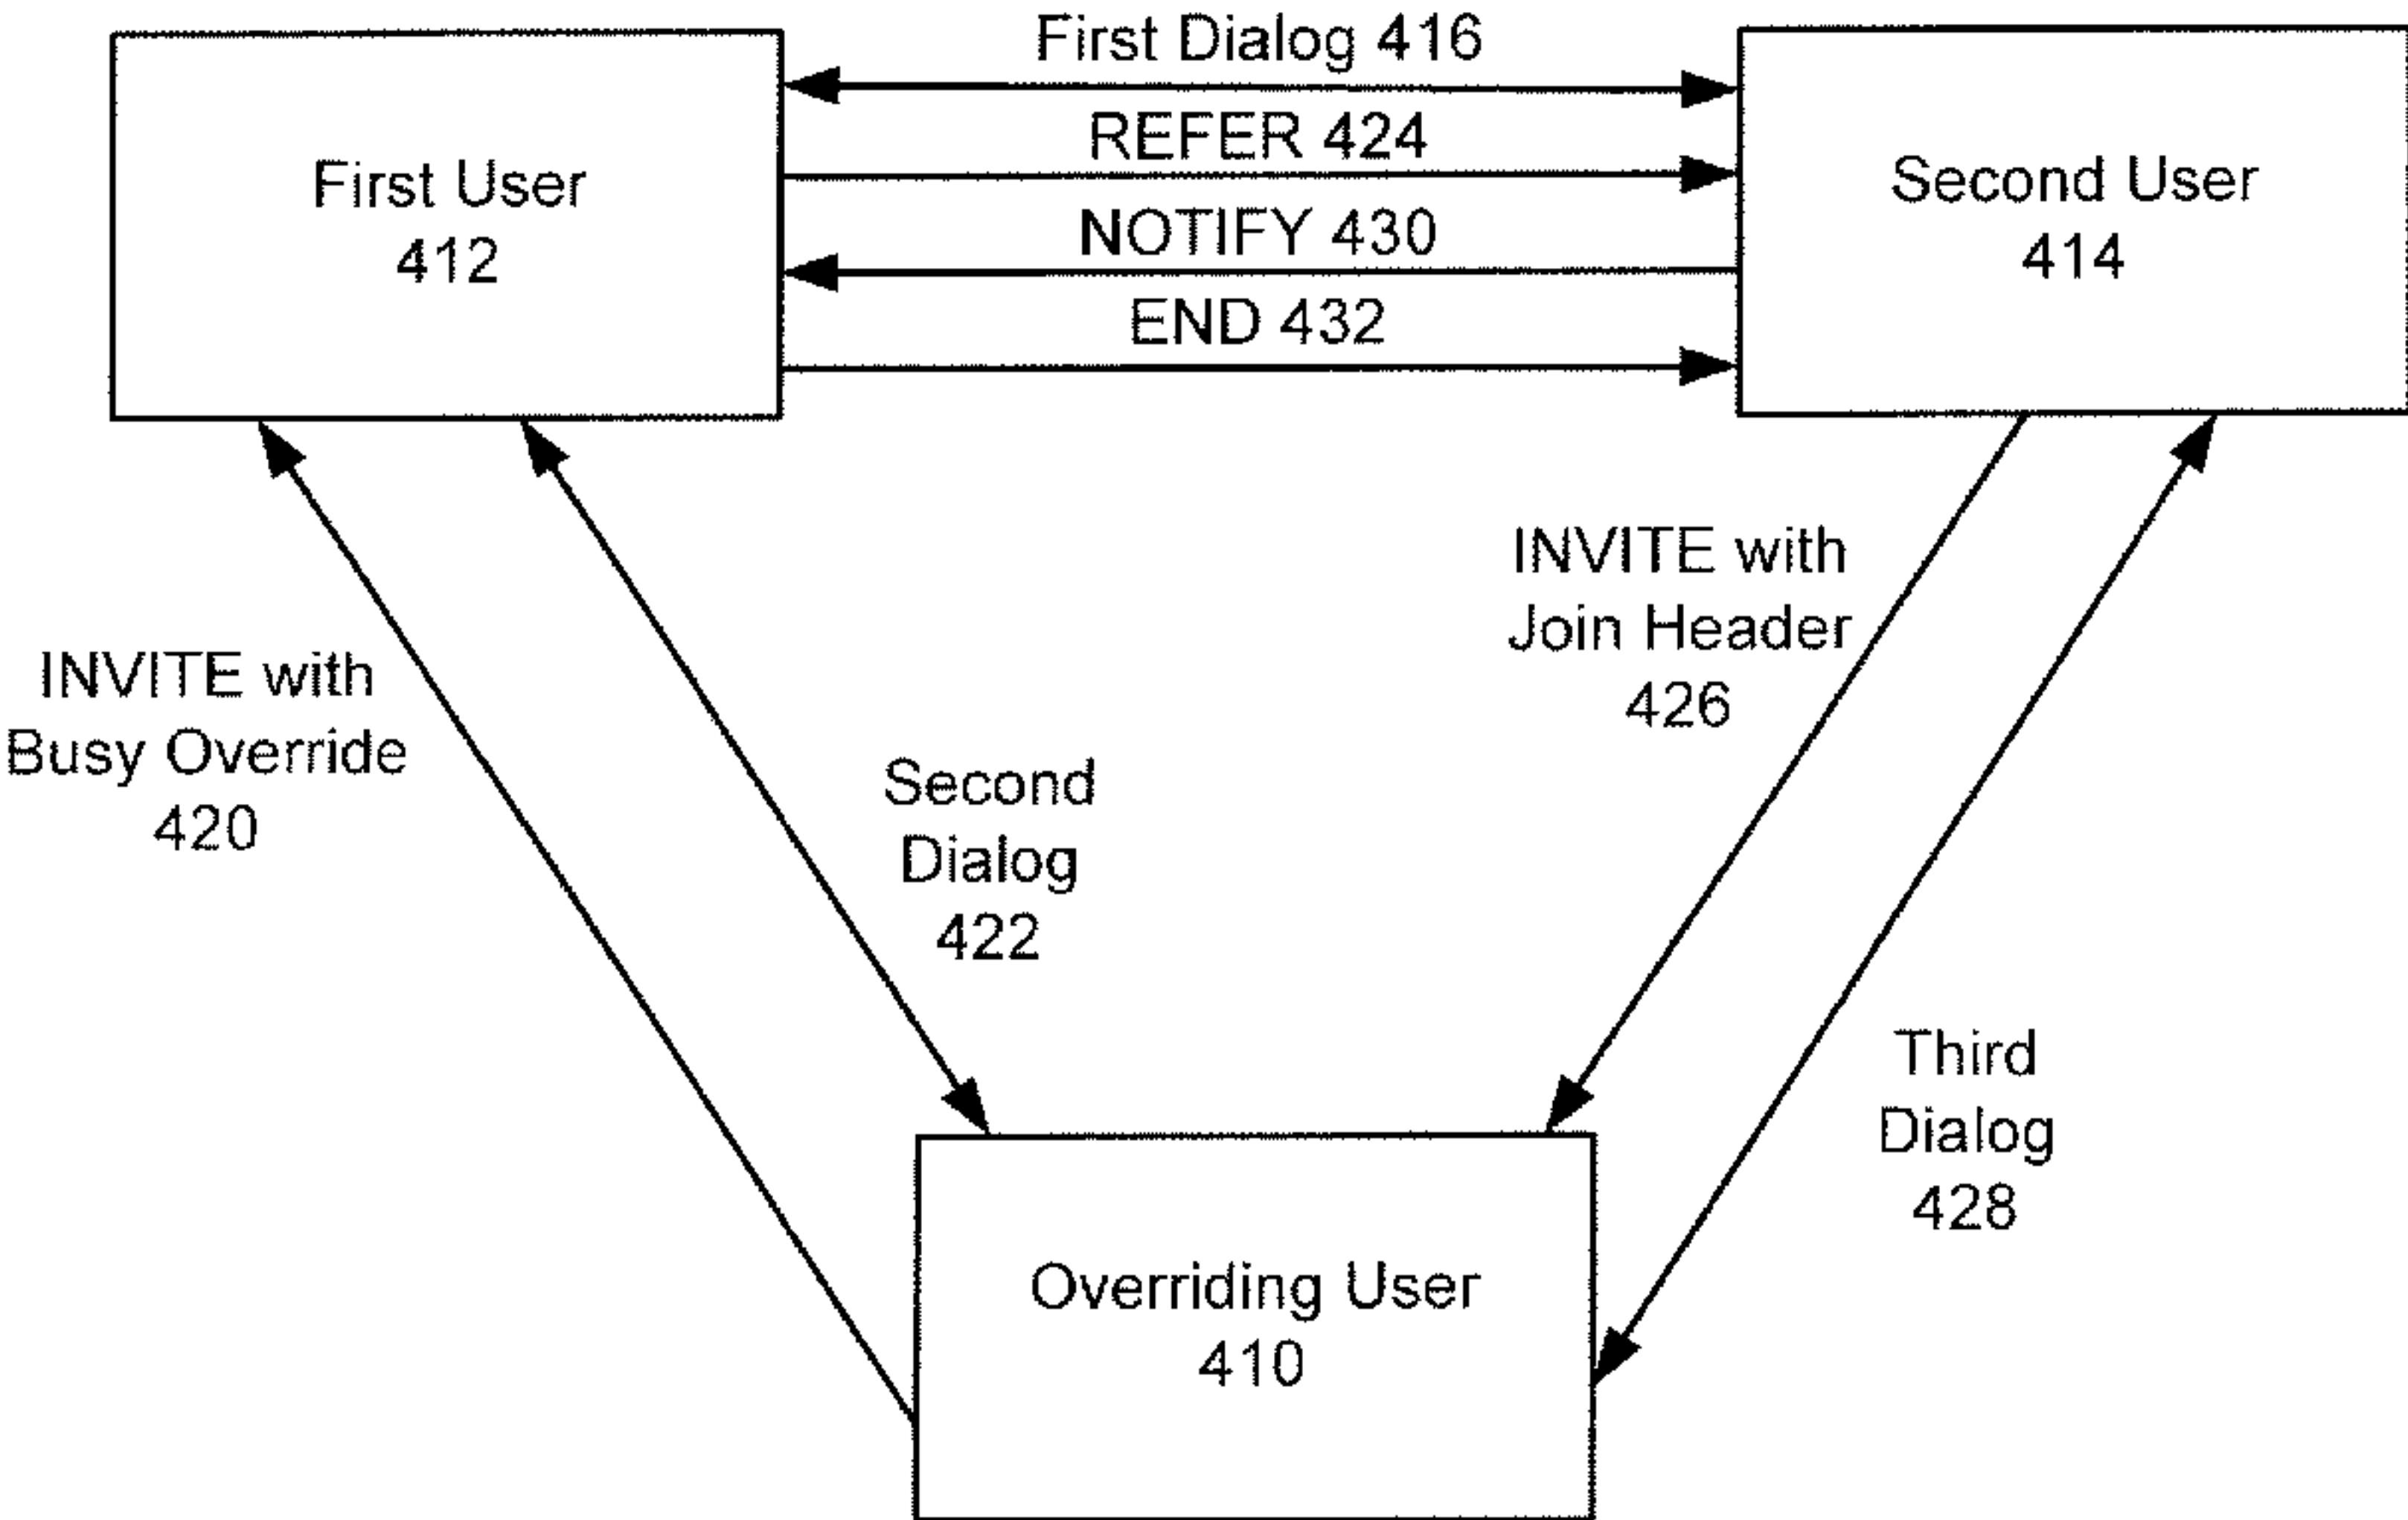 First Dialog 416
REFER 424
NOTIFY 430
END 432
First User
412
Second User
414
INVITE with
Busy Override
420
Second
Dialog
422
INVITE with
Join Header
426
Third
Dialog
428
Overriding User
410